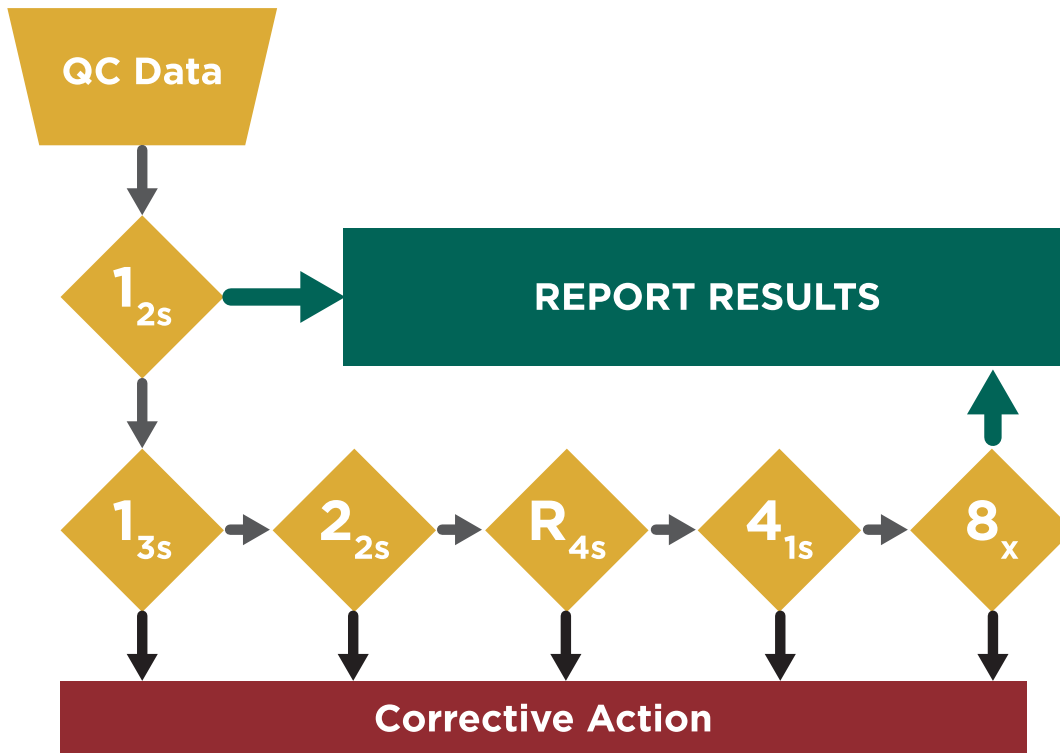 QC Data
1 2s
REPORT RESULTS
1 3s
2 2s
R 4s
4 1s
8 x
Corrective Action